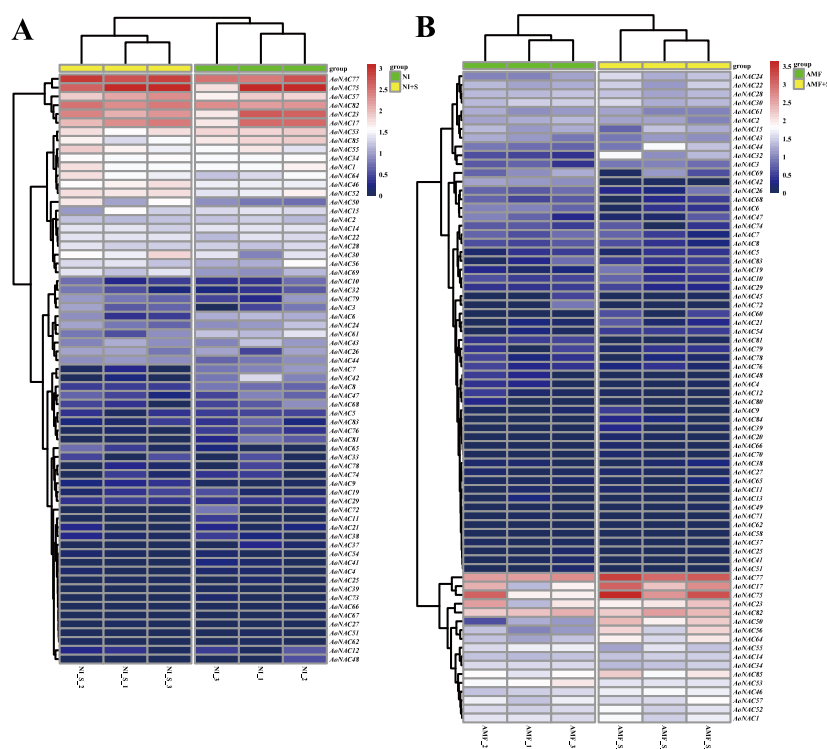 A
group
AoNAC77
AoNAC75
AoNAC57
AoNAC82
AoNAC23
AoNAC17
AoNAC53
AoNAC85
AoNAC55
AoNAC34
AoNAC1
AoNAC64
AoNAC46
AoNAC52
AoNAC50
AoNAC15
AoNAC2
AoNAC14
AoNAC22
AoNAC28
AoNAC30
AoNAC56
AoNAC69
AoNAC10
AoNAC32
AoNAC79
AoNAC3
AoNAC6
AoNAC24
AoNAC61
AoNAC43
AoNAC26
AoNAC44
AoNAC7
AoNAC42
AoNAC8
AoNAC47
AoNAC68
AoNAC5
AoNAC83
AoNAC76
AoNAC81
AoNAC65
AoNAC33
AoNAC78
AoNAC74
AoNAC9
AoNAC19
AoNAC29
AoNAC72
AoNAC11
AoNAC21
AoNAC38
AoNAC37
AoNAC54
AoNAC41
AoNAC4
AoNAC25
AoNAC39
AoNAC73
AoNAC66
AoNAC67
AoNAC27
AoNAC51
AoNAC62
AoNAC12
AoNAC48
3
2.5
2
1.5
1
0.5
0
group
NI
NI+S
NI_S_2
NI_S_1
NI_S_3
NI_3
NI_1
NI_2
B
group
AoNAC24
AoNAC22
AoNAC28
AoNAC30
AoNAC61
AoNAC2
AoNAC15
AoNAC43
AoNAC44
AoNAC32
AoNAC3
AoNAC69
AoNAC42
AoNAC26
AoNAC68
AoNAC6
AoNAC47
AoNAC74
AoNAC7
AoNAC8
AoNAC5
AoNAC83
AoNAC19
AoNAC10
AoNAC29
AoNAC45
AoNAC72
AoNAC60
AoNAC21
AoNAC54
AoNAC81
AoNAC79
AoNAC78
AoNAC76
AoNAC48
AoNAC4
AoNAC12
AoNAC80
AoNAC9
AoNAC84
AoNAC39
AoNAC20
AoNAC66
AoNAC70
AoNAC38
AoNAC27
AoNAC65
AoNAC11
AoNAC13
AoNAC49
AoNAC71
AoNAC62
AoNAC58
AoNAC37
AoNAC25
AoNAC41
AoNAC51
AoNAC77
AoNAC17
AoNAC75
AoNAC23
AoNAC82
AoNAC50
AoNAC56
AoNAC64
AoNAC55
AoNAC14
AoNAC34
AoNAC85
AoNAC53
AoNAC46
AoNAC57
AoNAC52
AoNAC1
3.5
3
2.5
2
1.5
1
0.5
0
group
AMF
AMF+S
AMF_2
AMF_1
AMF_3
AMF_S
AMF_S
AMF_S